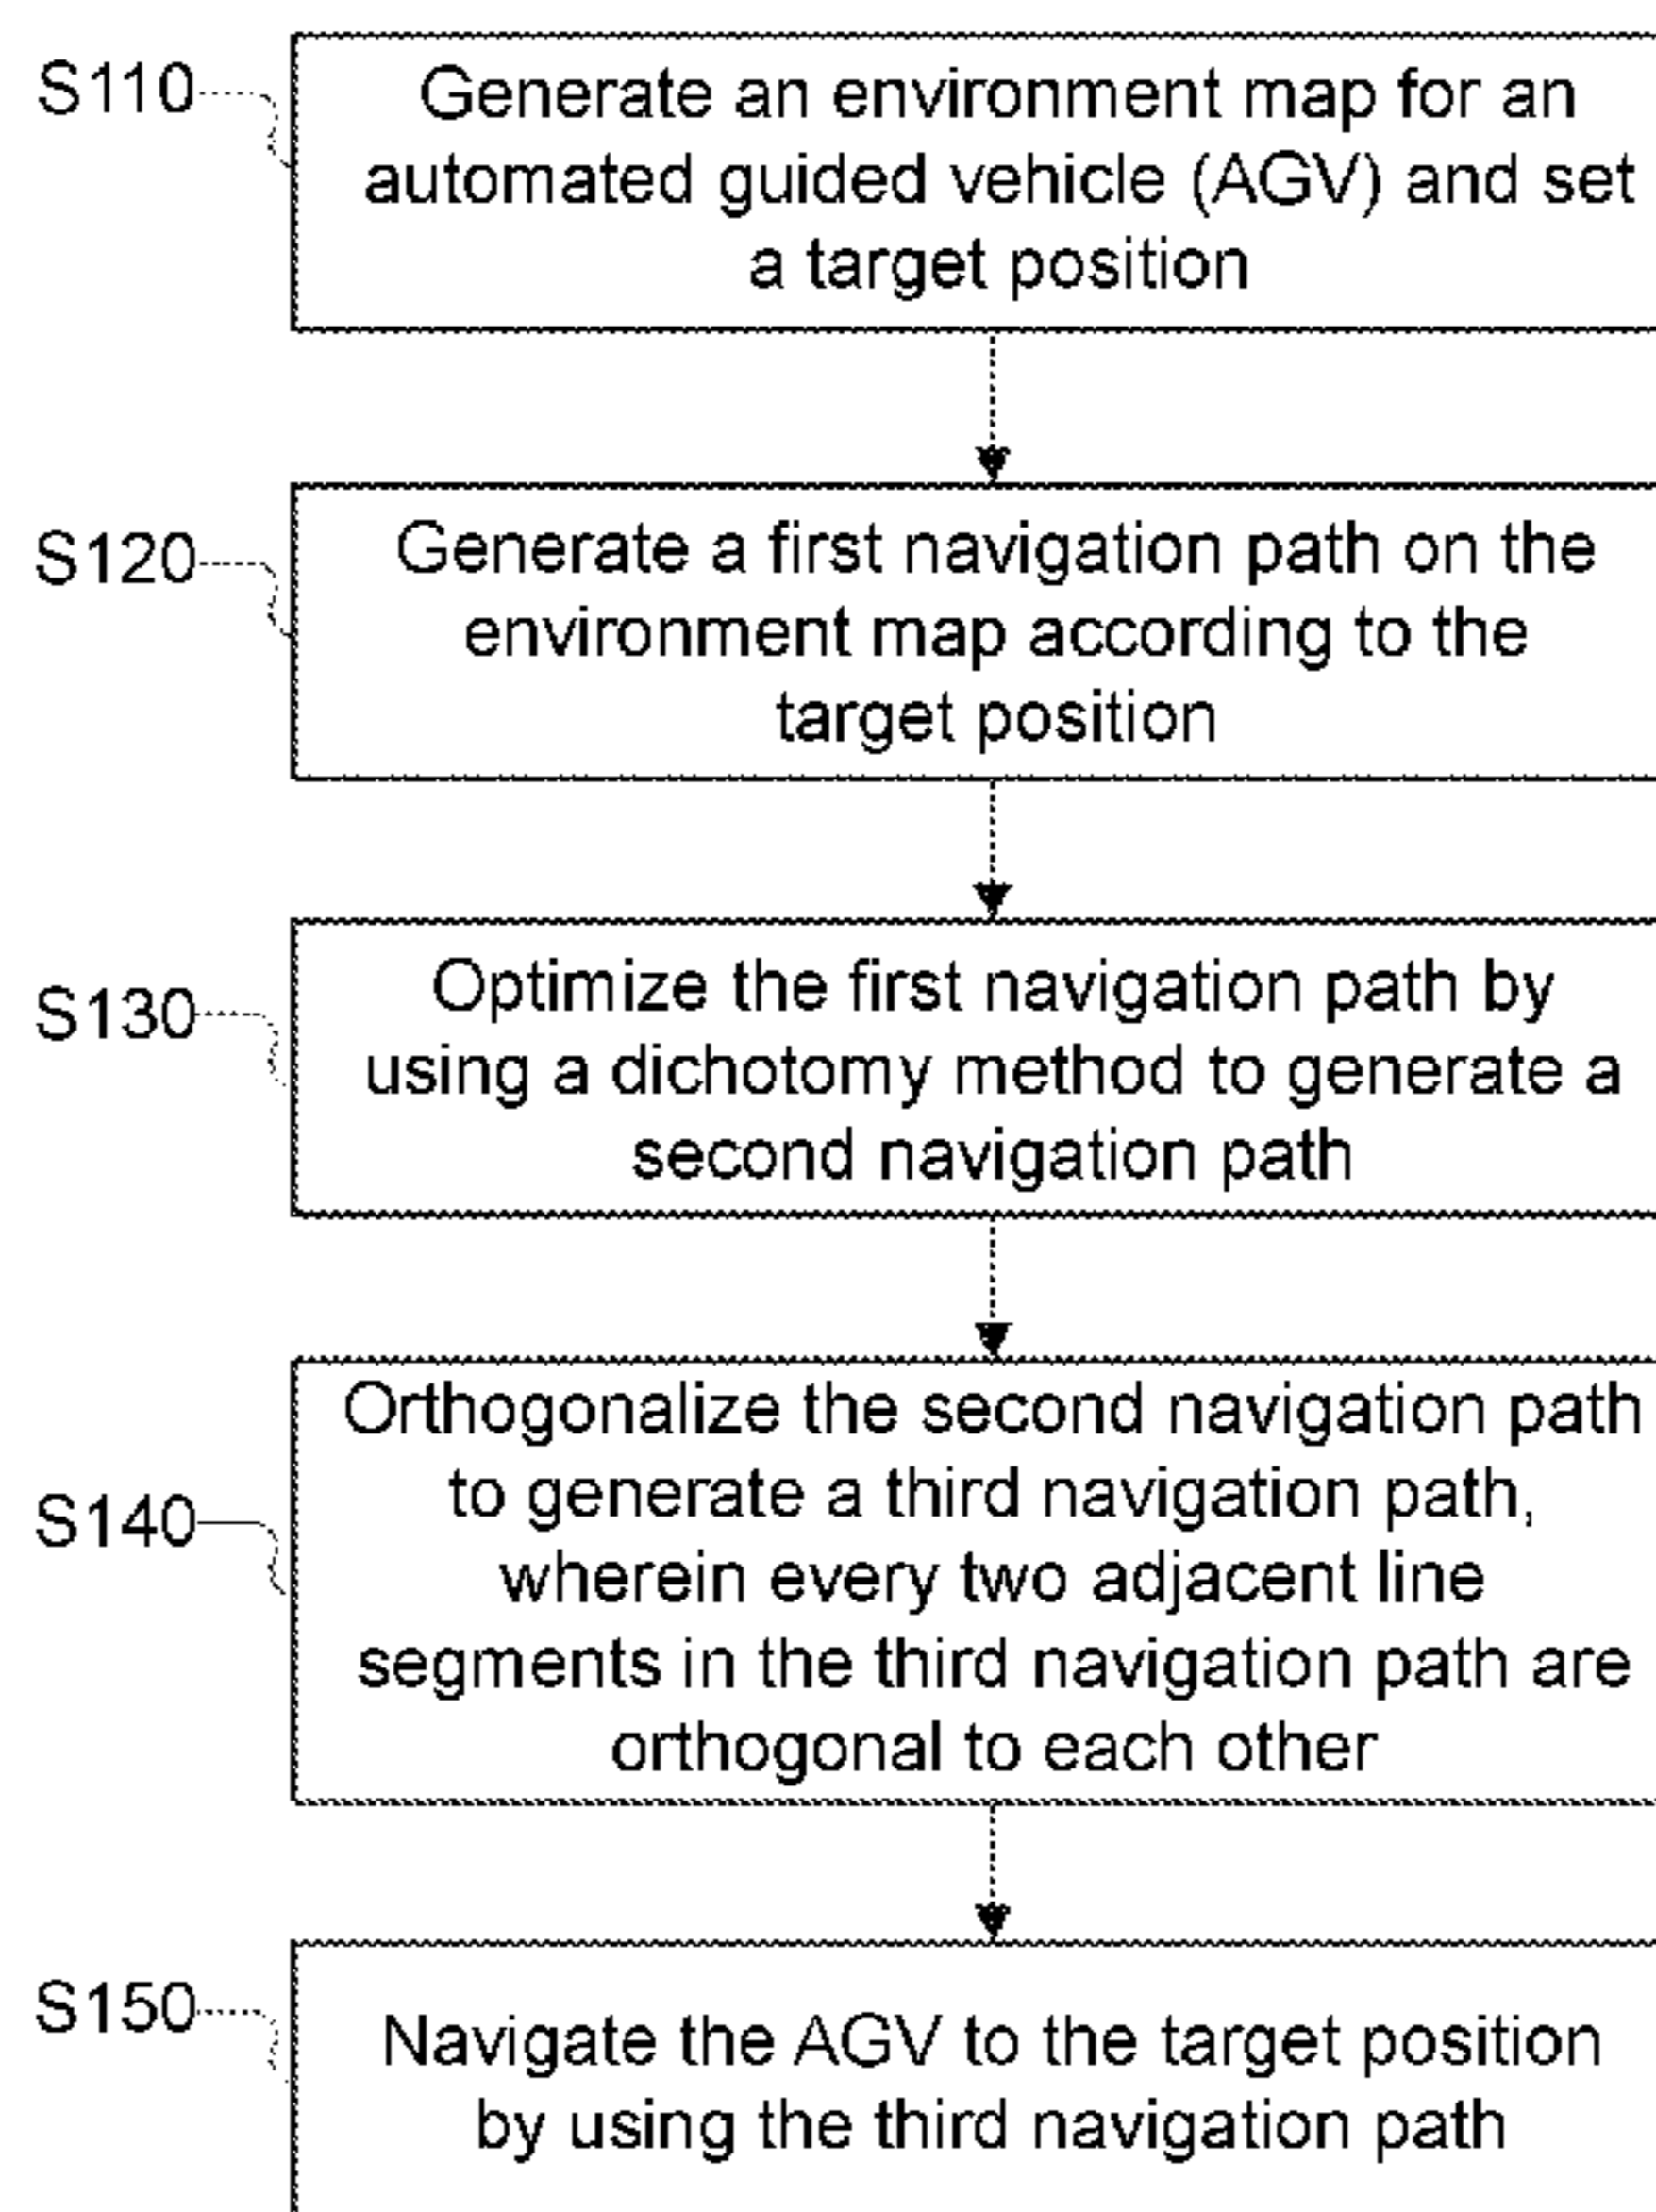 S110
Generate an environment map for an
automated guided vehicle (AGV) and set
a target position
S120
Generate a first navigation path on the
environment map according to the
target position
S130
Optimize the first navigation path by
using a dichotomy method to generate a
second navigation path
S140
Orthogonalize the second navigation path
to generate a third navigation path,
wherein every two adjacent line
segments in the third navigation path are
orthogonal to each other
S150
Navigate the AGV to the target position
by using the third navigation path